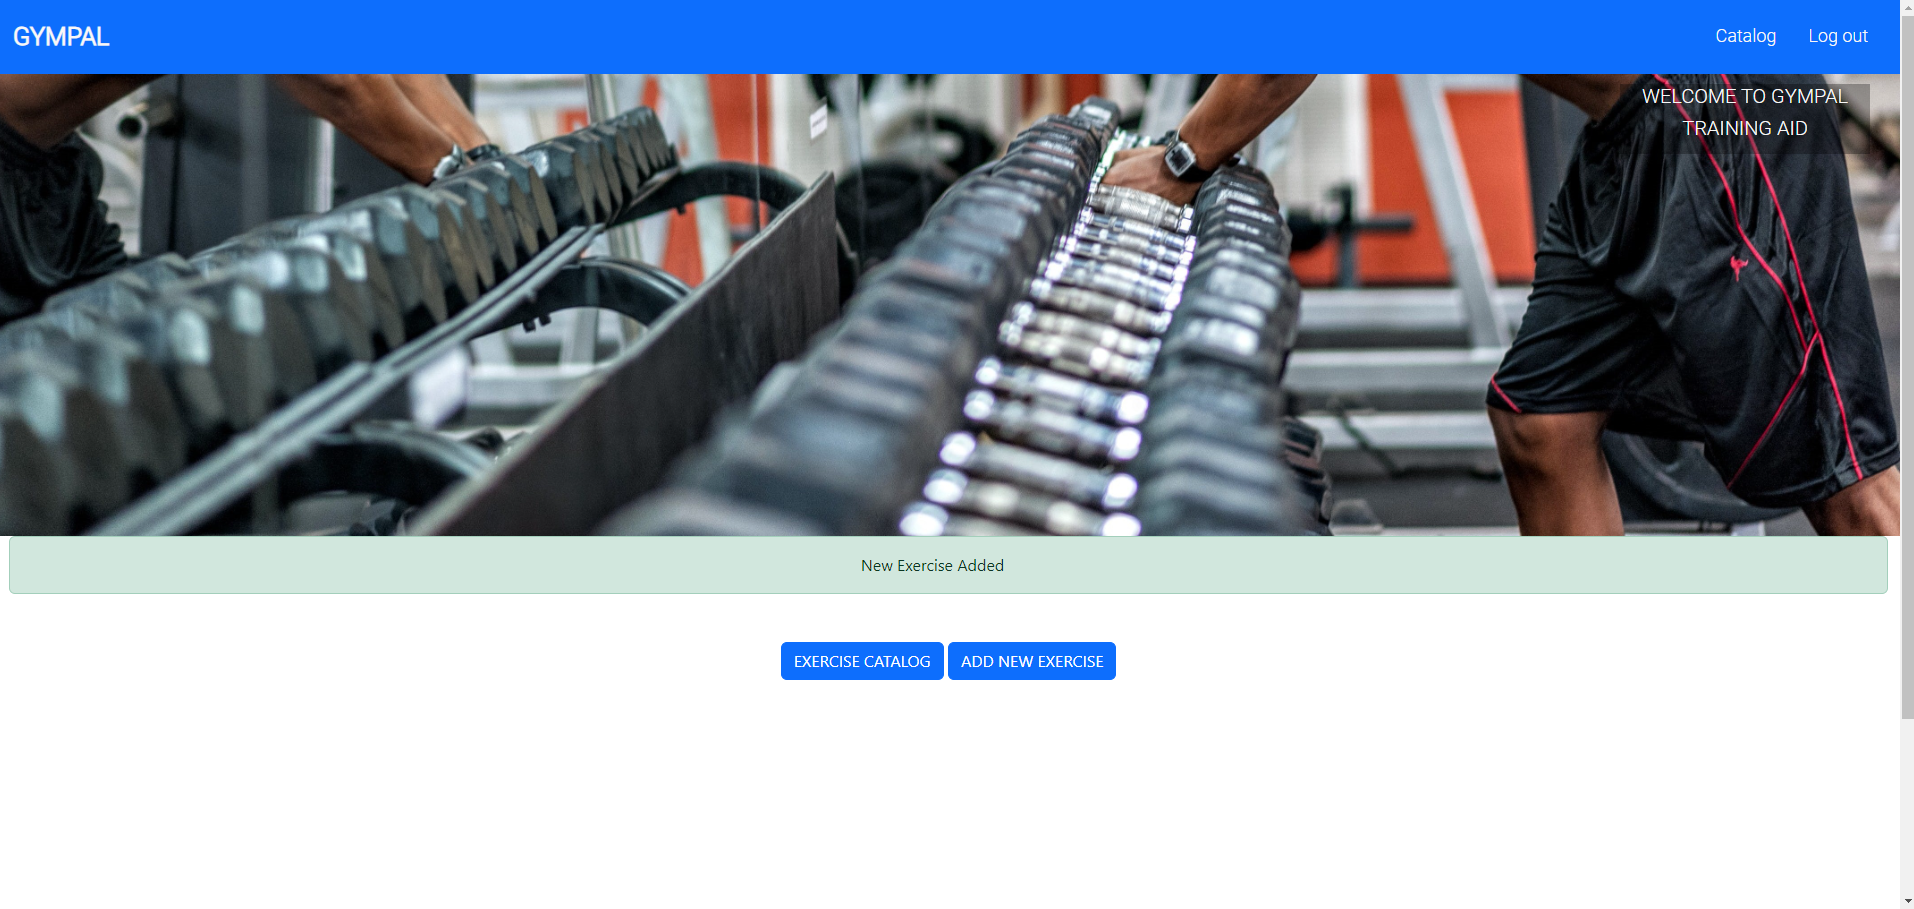 GYMPAL
Catalog
Log out
WELCOME TO GYMPAL
TRAINING AID
New Exercise Added
EXERCISE CATALOG
ADD NEW EXERCISE